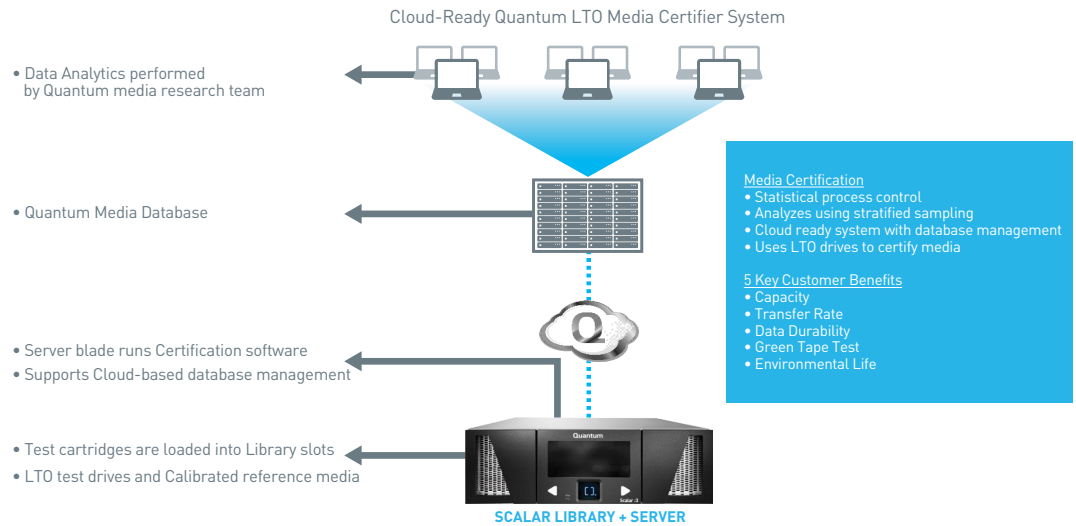 Cloud-Ready Quantum LTO Media Certifier System
• Data Analytics performed
by Quantum media research team
• Quantum Media Database
Media Certification
• Statistical process control
• Analyzes using stratified sampling
• Cloud ready system with database management
• Uses LTO drives to certify media
5 Key Customer Benefits
• Capacity
• Transfer Rate
• Data Durability
• Green Tape Test
• Environmental Life
Q
• Server blade runs Certification software
• Supports Cloud-based database management
• Test cartridges are loaded into Library slots
• LTO test drives and Calibrated reference media
Quantum
Scalar i3
SCALAR LIBRARY + SERVER